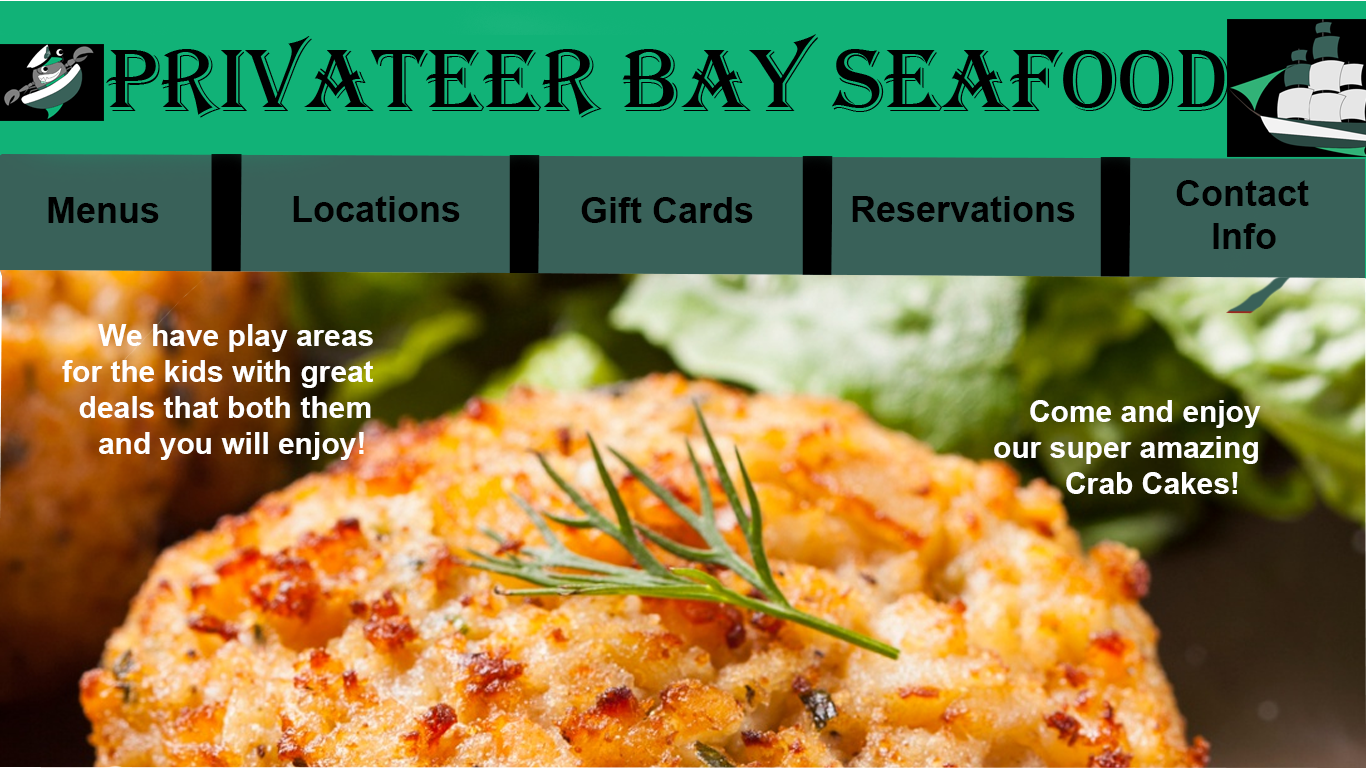 PRIVATEER BAY SEAFOOD
Menus
Locations
Gift Cards
Reservations
Contact
Info
We have play areas
for the kids with great
deals that both them
and you will enjoy!
Come and enjoy
our super amazing
Crab Cakes!